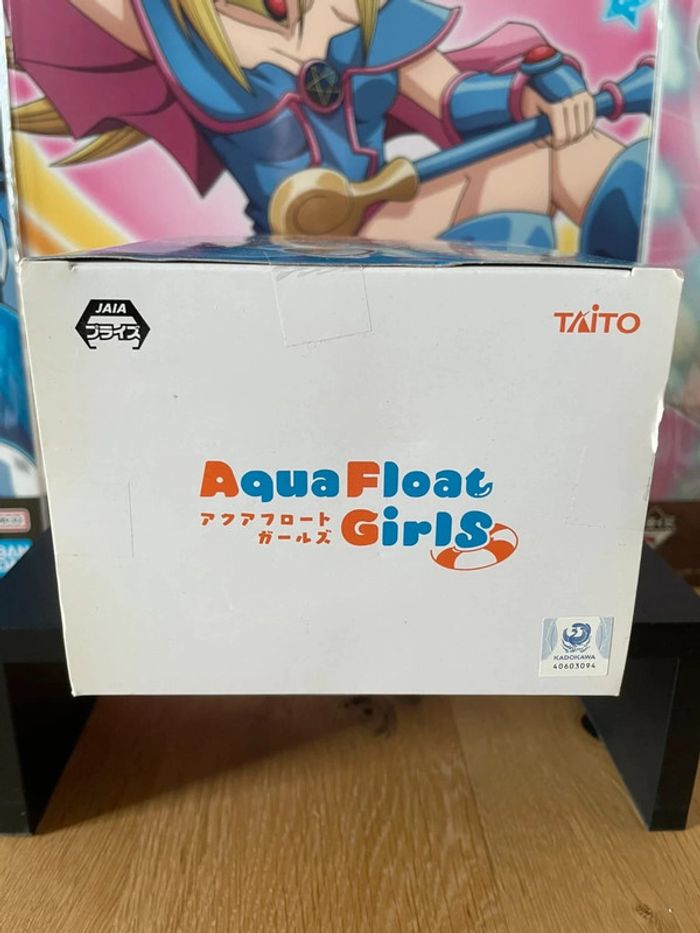 JAIA
プライズ
TAITO
Aqua Float
アクアフロート
ガールズ
Girls
KADOKAWA
40603094